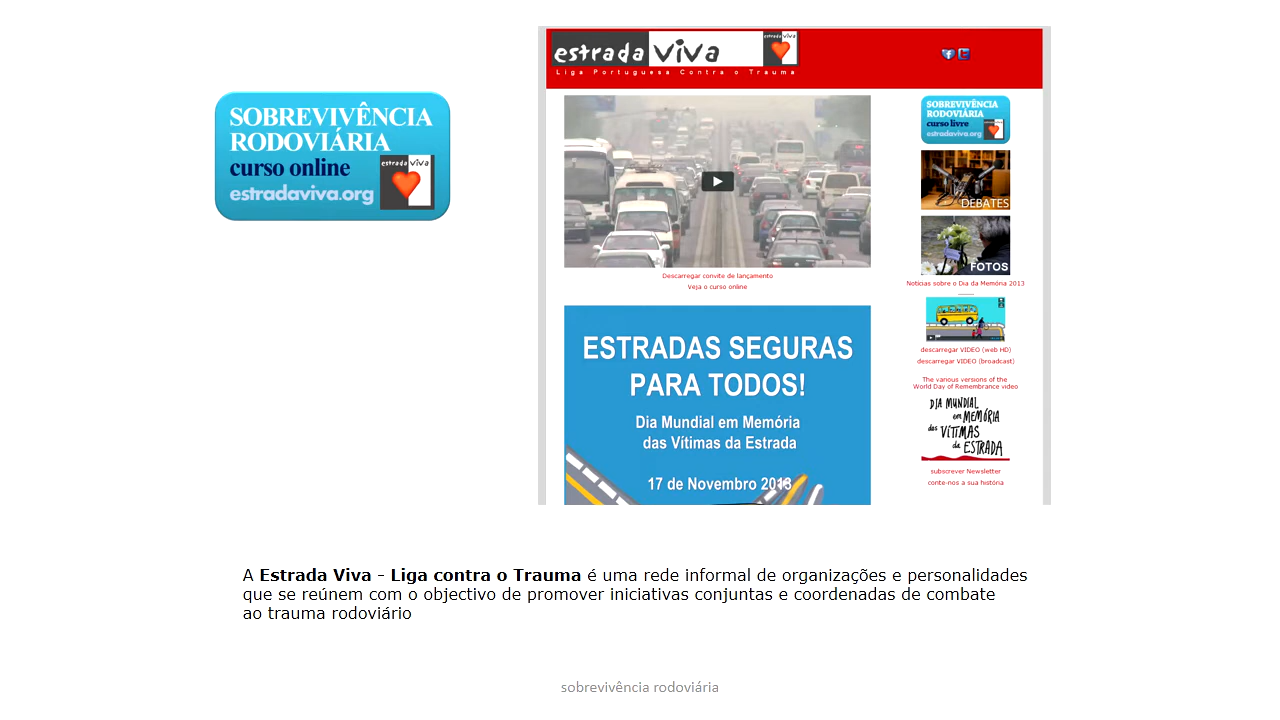 SOBREVIVÊNCIA
RODOVIÁRIA
curso online
estradaviva.org
estrada viva
estrada viva
Liga Portuguesa Contra o Trauma
Descarregar convite de lançamento
Veja o curso online
ESTRADAS SEGURAS
PARA TODOS!
Dia Mundial em Memória
das Vítimas da Estrada
17 de Novembro 2013
SOBREVIVÊNCIA
RODOVIÁRIA
curso livre
estradaviva.org
DEBATES
FOTOS
Notícias sobre o Dia da Memória 2013
descarregar VIDEO (web HD)
descarregar VIDEO (broadcast)
The various versions of the
World Day of Remembrance video
DIA MUNDIAL
em MEMÓRIA
das VÍTIMAS
da ESTRADA
subscrever Newsletter
conte-nos a sua história
A Estrada Viva - Liga contra o Trauma é uma rede informal de organizações e personalidades
que se reúnem com o objectivo de promover iniciativas conjuntas e coordenadas de combate
ao trauma rodoviário
sobrevivência rodoviária